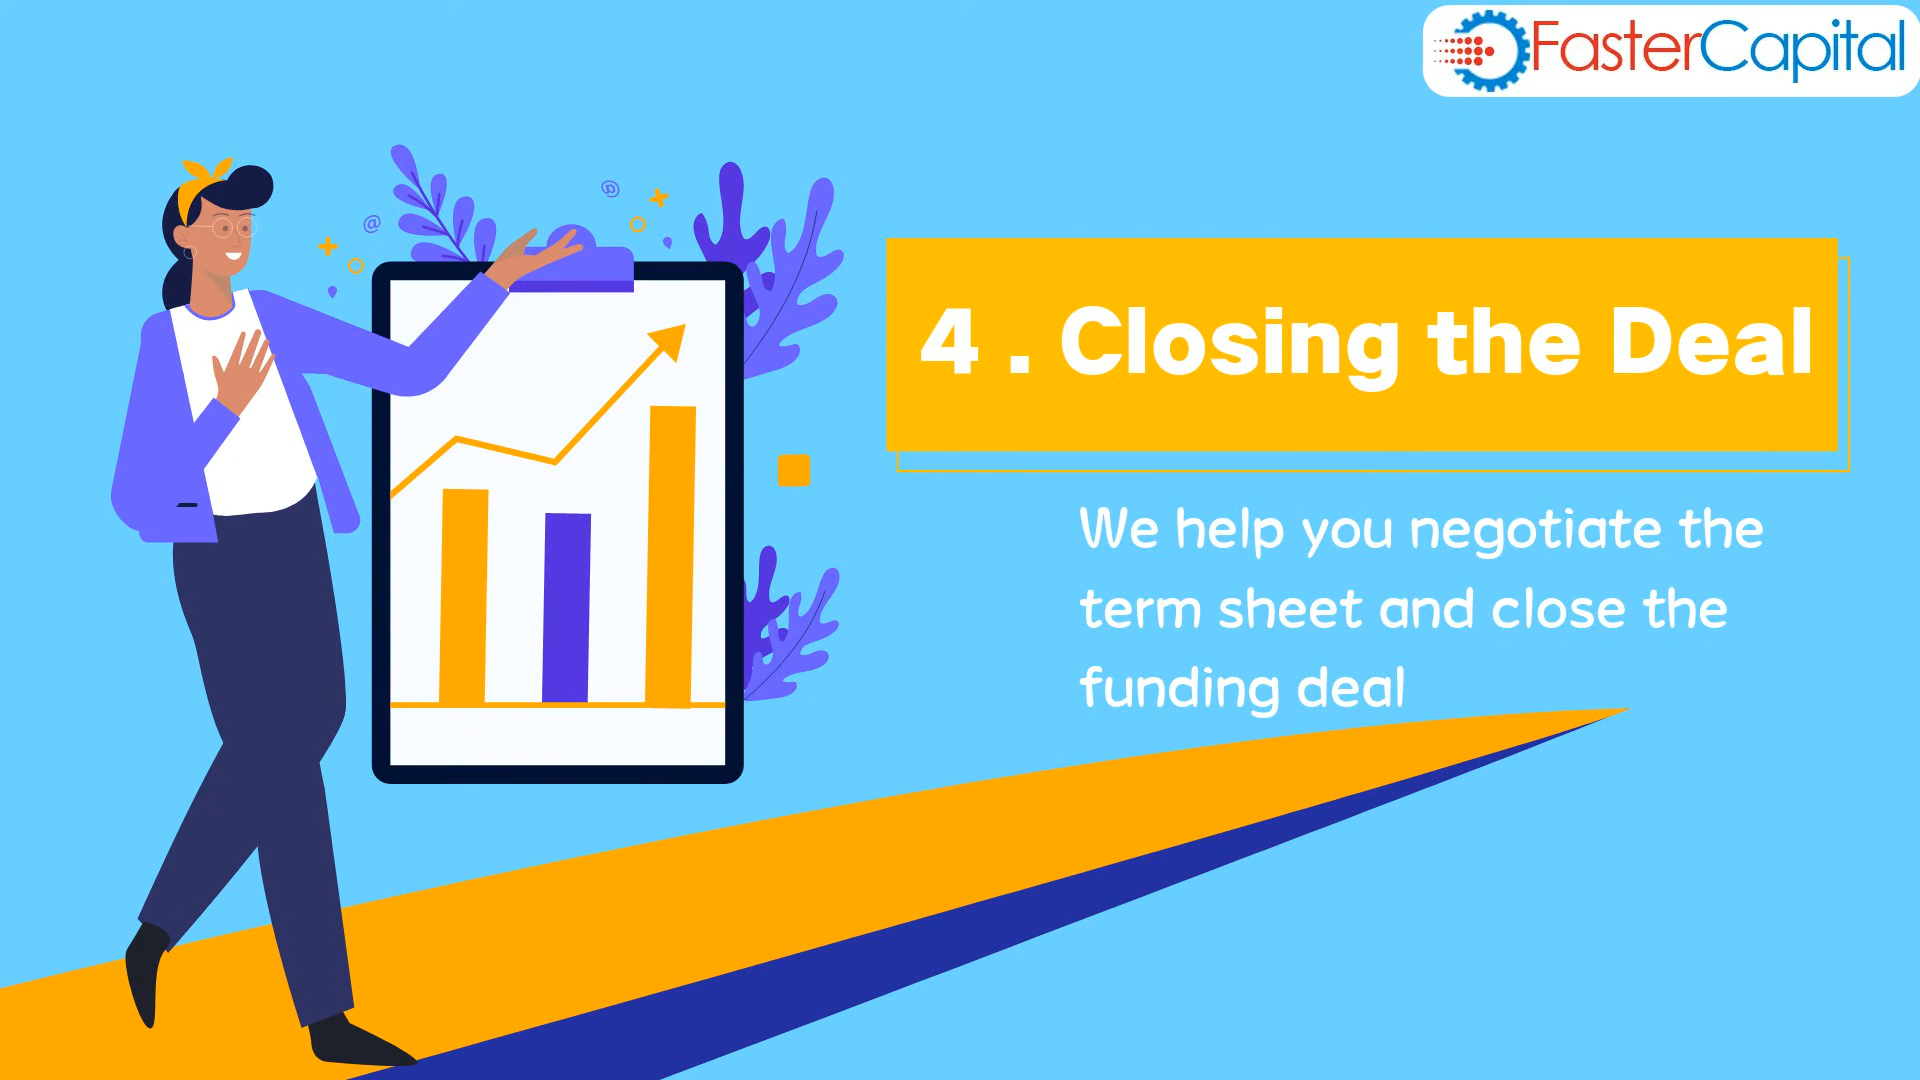 FasterCapital
4 . Closing the Deal
We help you negotiate the
term sheet and close the
funding deal